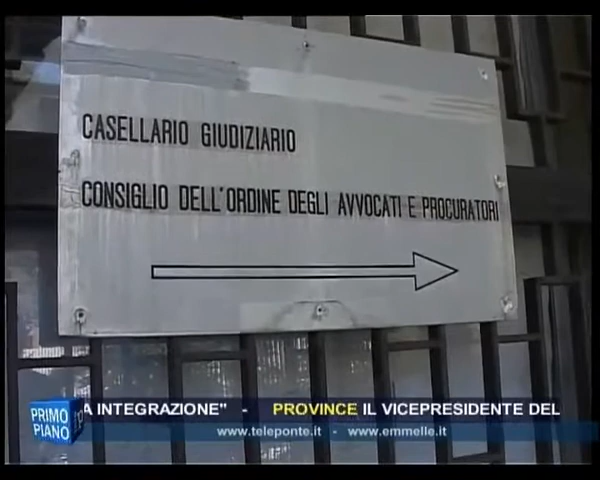 CASELLARIO GIUDIZIARIO
CONSIGLIO DELL'ORDINE DEGLI AVVOCATI E PROCURATORI
PRIMO
PIANO
A INTEGRAZIONE" - PROVINCE IL VICEPRESIDENTE DEL
www.teleponte.it - www.emmelle.it